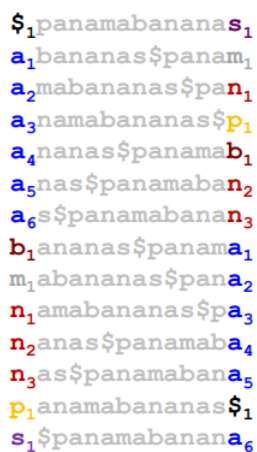 $₁panamabananas₁
a₁bananas$panam₁
a₂mabananas$pan₁
a₃namabananas$p₁
a₄nanas$panamab₁
a₅nas$panamaban₂
a₆s$panamabanan₃
b₁ananas$panama₁
m₁abananas$pana₂
n₁amabananas$pa₃
n₂anas$panamaba₄
n₃as$panamabana₅
p₁anamabananas$₁
s₁$panamabanana₆